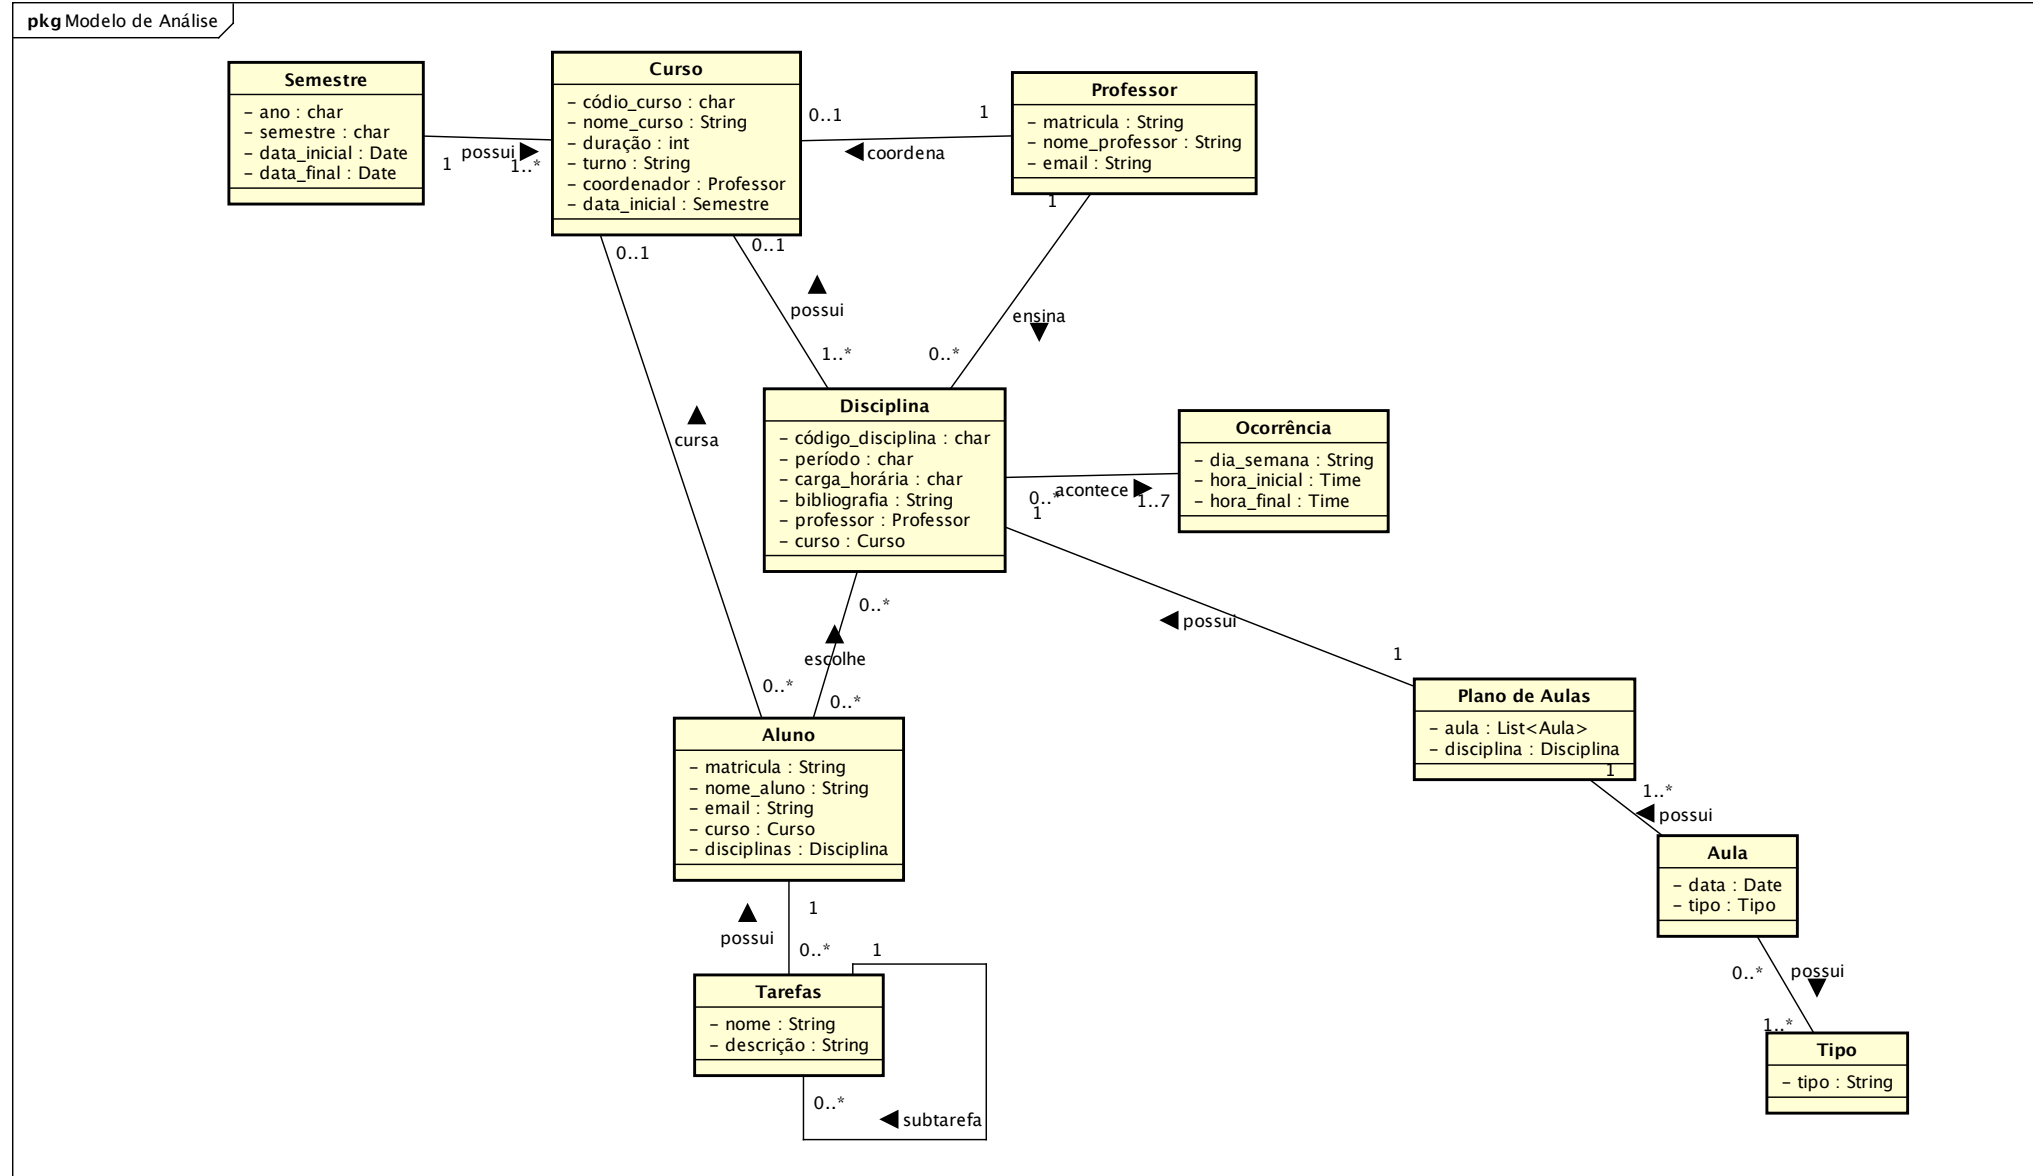 pkg Modelo de Análise
Semestre
- ano : char
- semestre : char
- data_inicial : Date
- data_final : Date
1
possui
1..*
Curso
- códio_curso : char
- nome_curso : String
- duração : int
- turno : String
- coordenador : Professor
- data_inicial : Semestre
0..1
1
coordena
Professor
- matricula : String
- nome_professor : String
- email : String
1
0..1
0..1
possui
ensina
1..*
0..*
cursa
Disciplina
- código_disciplina : char
- período : char
- carga_horária : char
- bibliografia : String
- professor : Professor
- curso : Curso
0..*
acontece
1..7
1
Ocorrência
- dia_semana : String
- hora_inicial : Time
- hora_final : Time
0..*
possui
escolhe
1
0..*
0..*
Plano de Aulas
- aula : List<Aula>
- disciplina : Disciplina
1
1..*
possui
Aluno
- matricula : String
- nome_aluno : String
- email : String
- curso : Curso
- disciplinas : Disciplina
Aula
- data : Date
- tipo : Tipo
1
possui
0..*
1
0..*
possui
1..*
Tarefas
- nome : String
- descrição : String
Tipo
- tipo : String
0..*
subtarefa